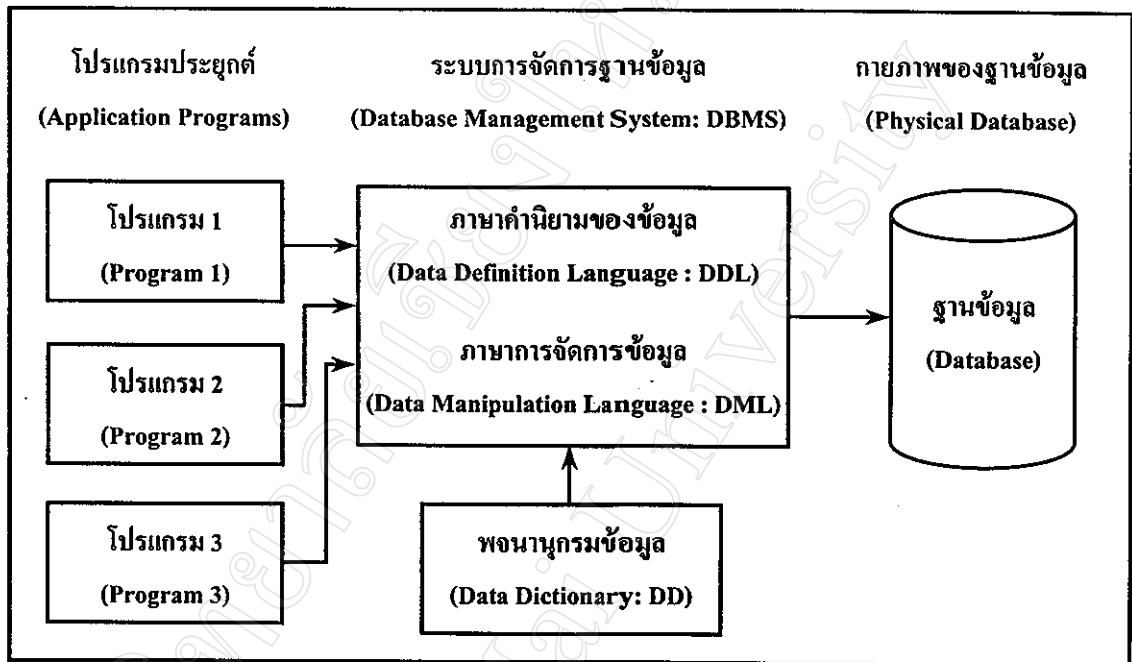 โปรแกรมประยุกต์
(Application Programs)
ระบบการจัดการฐานข้อมูล
(Database Management System: DBMS)
กายภาพของฐานข้อมูล
(Physical Database)
โปรแกรม 1
(Program 1)
โปรแกรม 2
(Program 2)
โปรแกรม 3
(Program 3)
ภาษาคำนิยามของข้อมูล
(Data Definition Language : DDL)
ภาษาการจัดการข้อมูล
(Data Manipulation Language : DML)
พจนานุกรมข้อมูล
(Data Dictionary: DD)
ฐานข้อมูล
(Database)
University